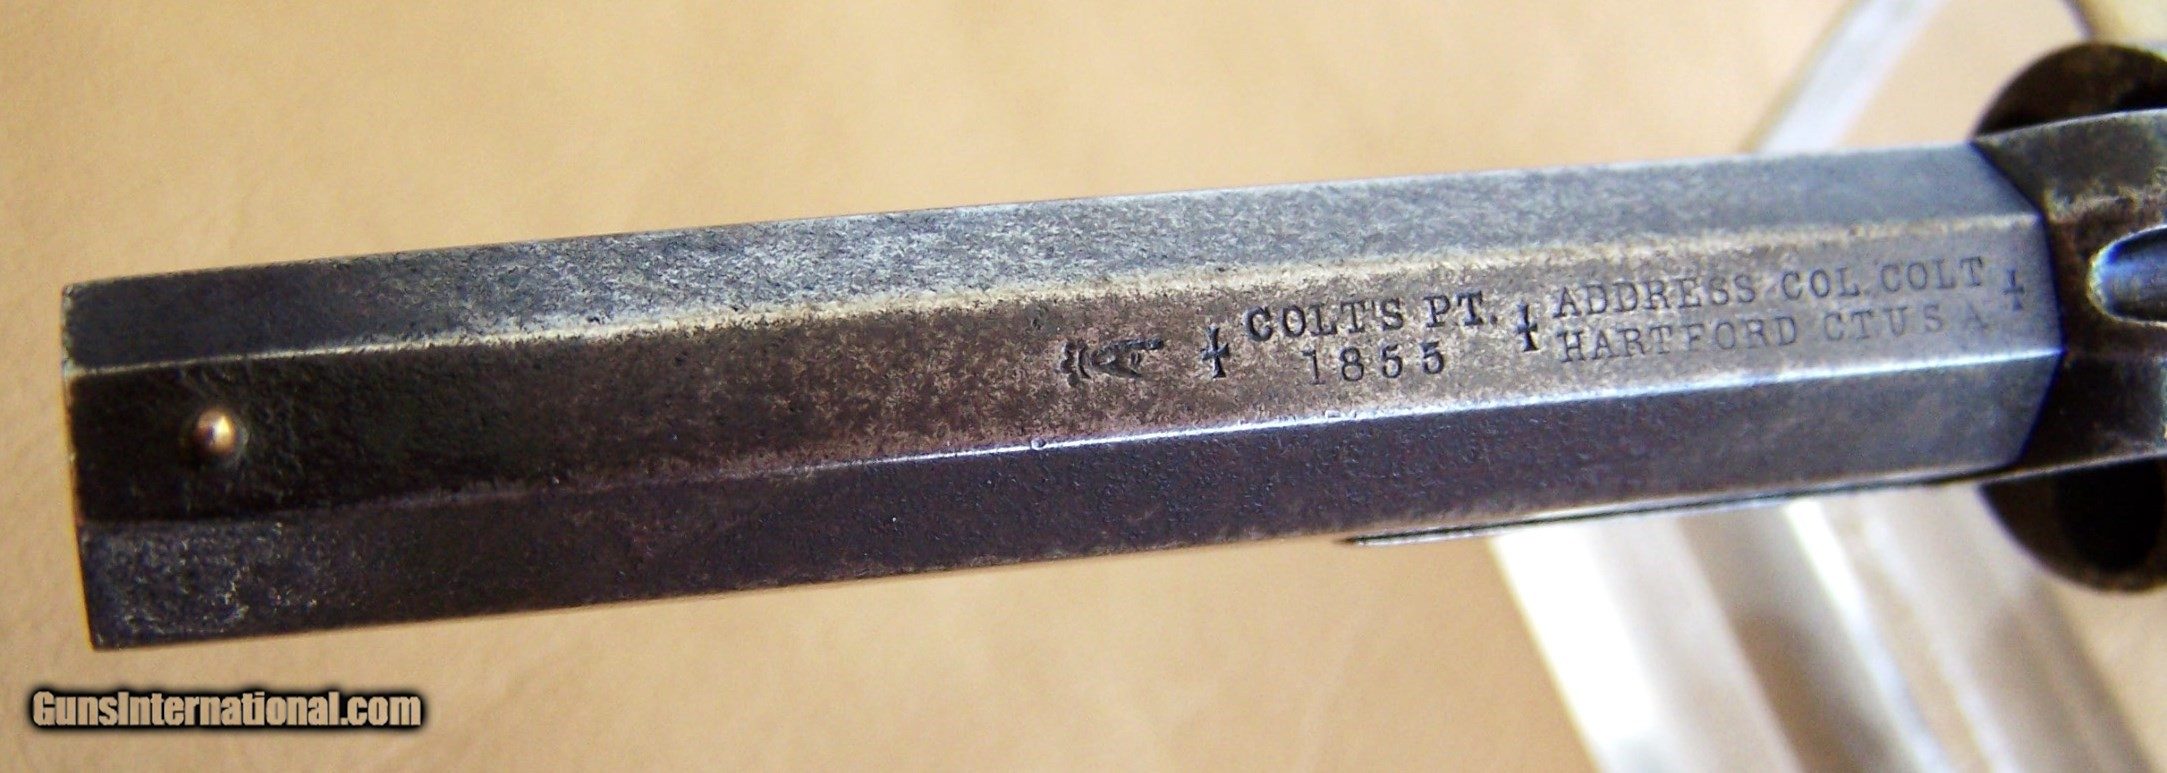 COLT'S PT.
1855
ADDRESS COL. COLT
HARTFORD CT U S A
GunsInternational.com